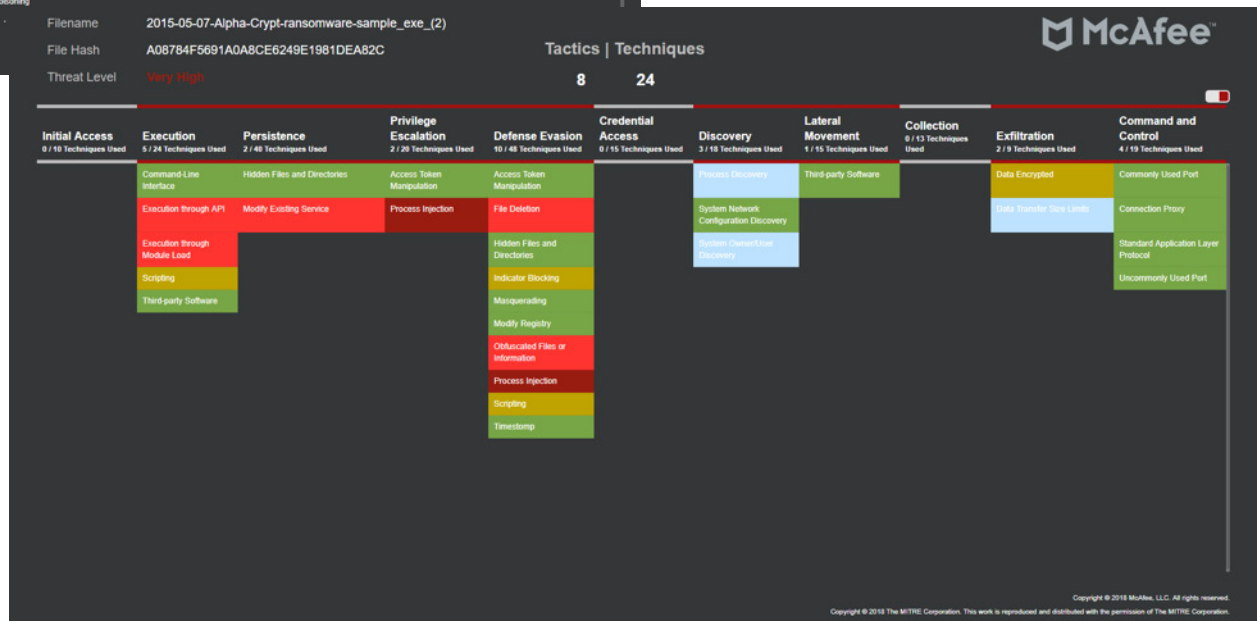 Filename 2015-05-07-Alpha-Crypt-ransomware-sample_exe_(2)
File Hash A08784F5691A0A8CE6249E1981DEA82C
Threat Level Very High
Tactics | Techniques
8 24
McAfee™
Initial Access
0 / 10 Techniques Used
Execution
5 / 24 Techniques Used
Command-Line
Interface
Execution through API
Execution through
Module Load
Scripting
Third-party Software
Persistence
2 / 40 Techniques Used
Hidden Files and Directories
Modify Existing Service
Privilege
Escalation
2 / 20 Techniques Used
Access Token
Manipulation
Process Injection
Defense Evasion
10 / 48 Techniques Used
Access Token
Manipulation
File Deletion
Hidden Files and
Directories
Indicator Blocking
Masquerading
Modify Registry
Obfuscated Files or
Information
Process Injection
Scripting
Timestomp
Credential
Access
0 / 15 Techniques Used
Discovery
3 / 18 Techniques Used
Process Discovery
System Network
Configuration Discovery
System Owner/User
Discovery
Lateral
Movement
1 / 15 Techniques Used
Third-party Software
Collection
0 / 13 Techniques
Used
Exfiltration
2 / 9 Techniques Used
Data Encrypted
Data Transfer Size Limits
Command and
Control
4 / 19 Techniques Used
Commonly Used Port
Connection Proxy
Standard Application Layer
Protocol
Uncommonly Used Port
Copyright © 2018 McAfee, LLC. All rights reserved.
Copyright © 2018 The MITRE Corporation. This work is reproduced and distributed with the permission of The MITRE Corporation.